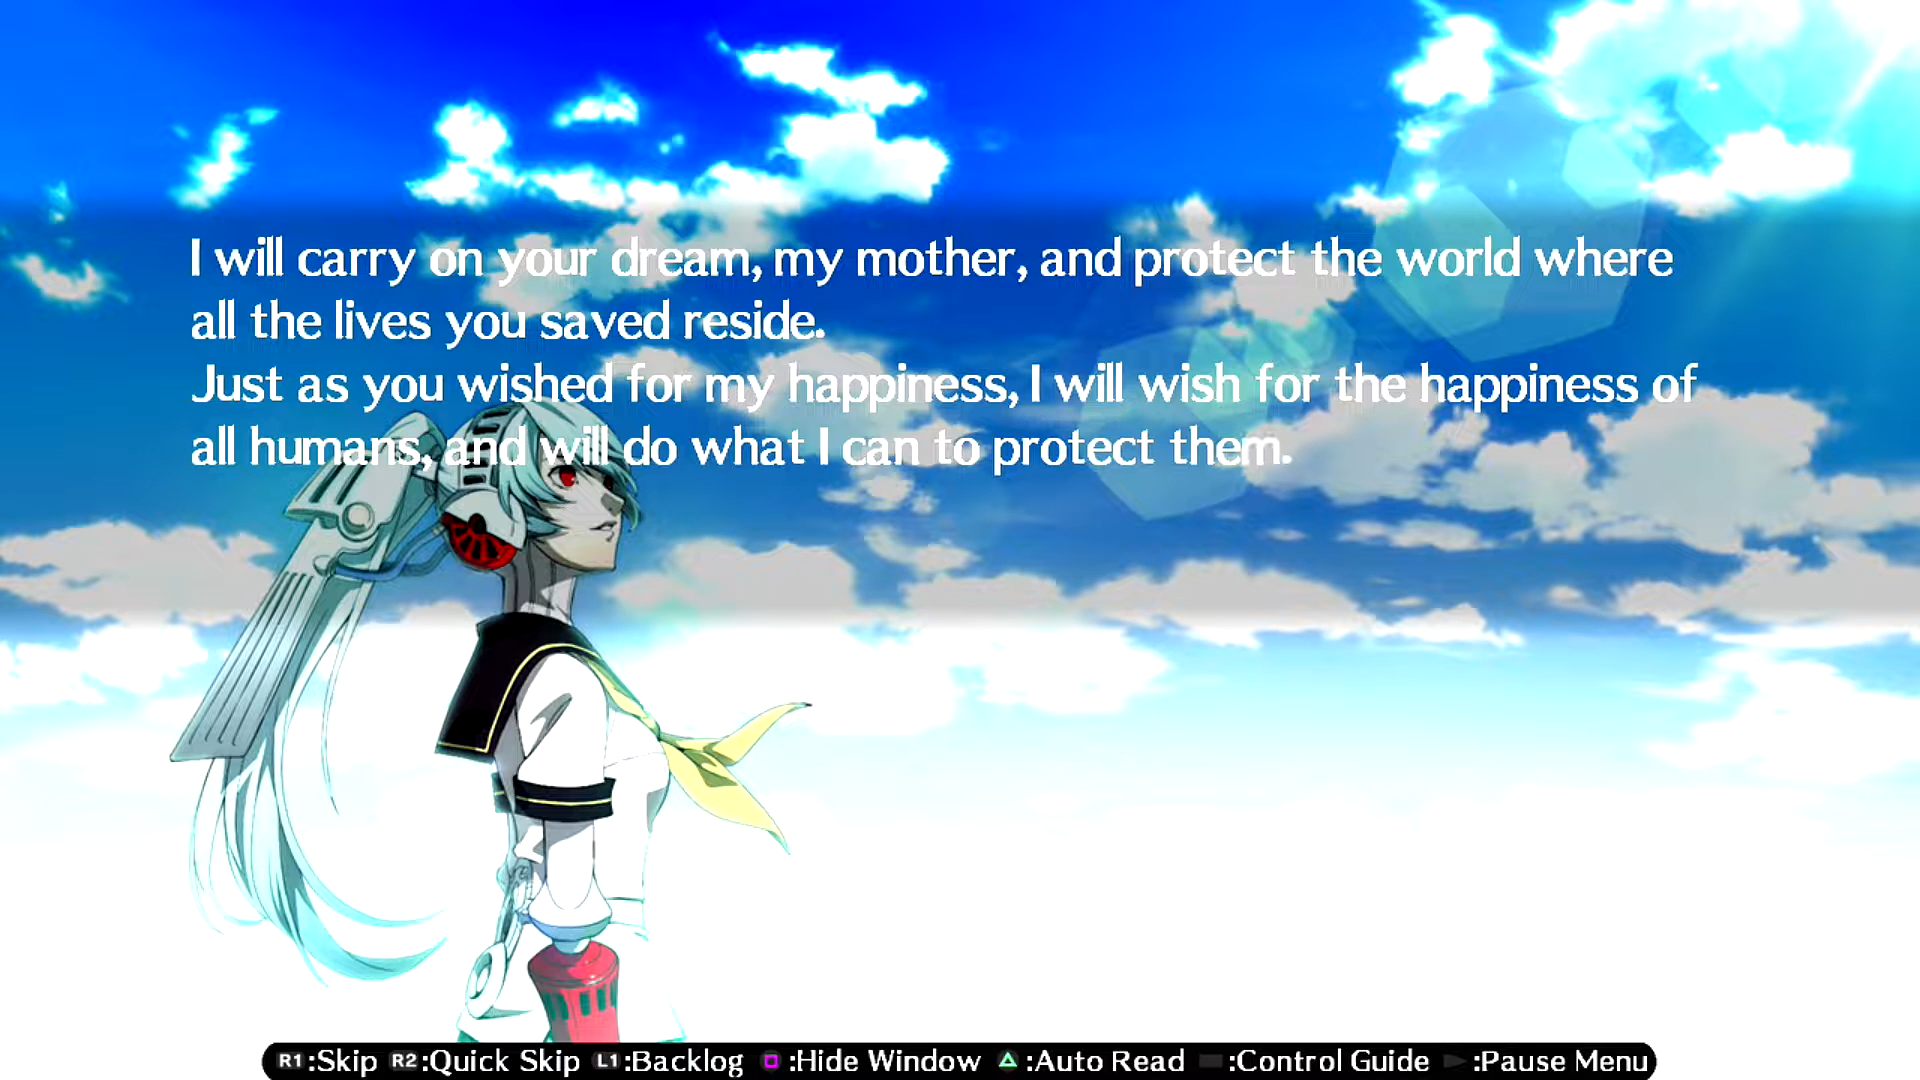 I will carry on your dream, my mother, and protect the world where
all the lives you saved reside.
Just as you wished for my happiness, I will wish for the happiness of
all humans, and will do what I can to protect them.
R1:Skip R2:Quick Skip L1:Backlog :Hide Window :Auto Read :Control Guide :Pause Menu